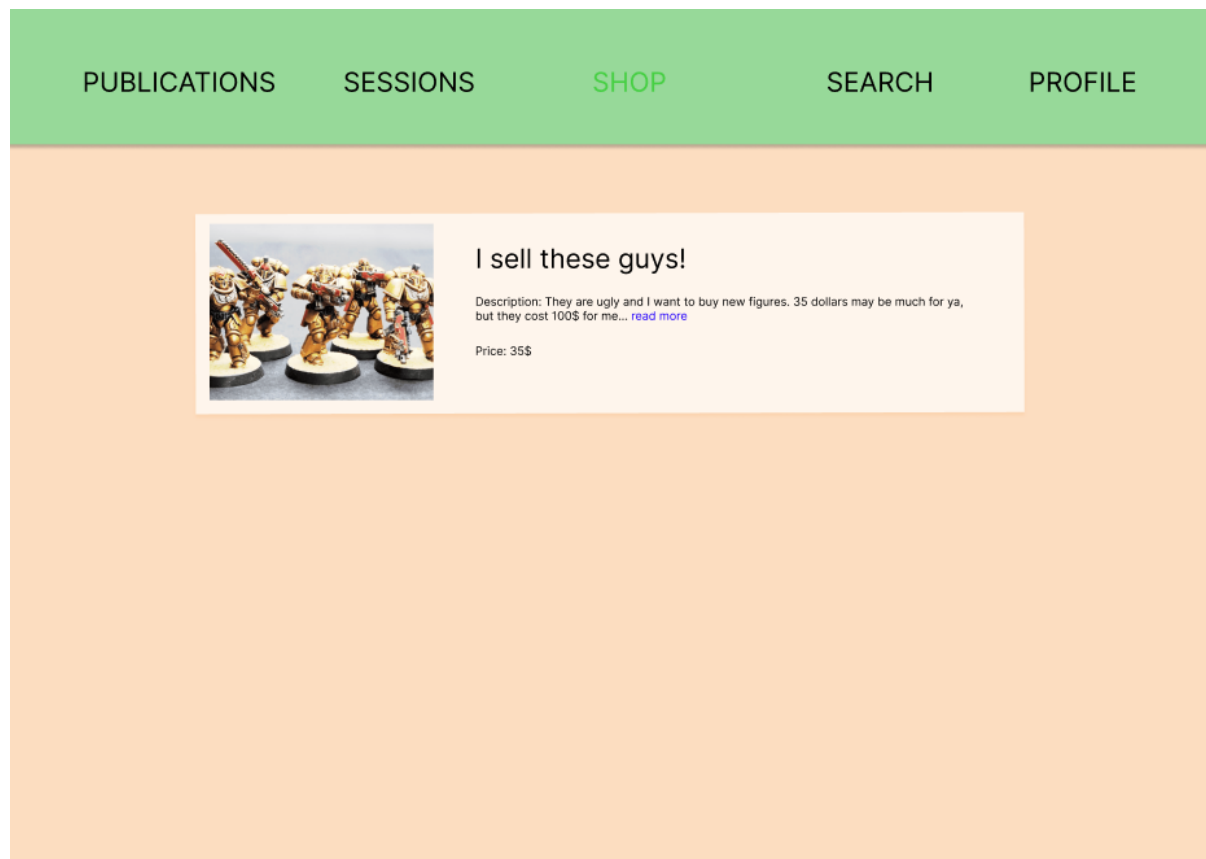 PUBLICATIONS SESSIONS SHOP SEARCH PROFILE
I sell these guys!
Description: They are ugly and I want to buy new figures. 35 dollars may be much for ya,
but they cost 100$ for me... read more
Price: 35$